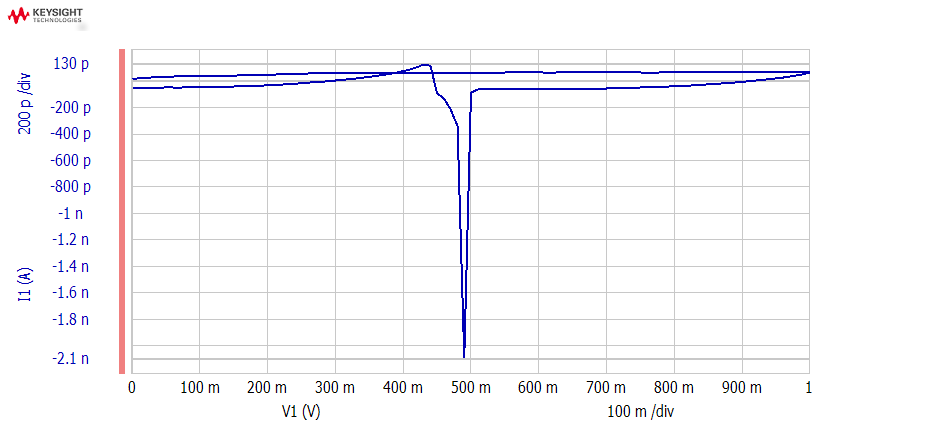 KEYSIGHT
TECHNOLOGIES
130 p
-200 p
-400 p
-600 p
-800 p
-1 n
-1.2 n
-1.4 n
-1.6 n
-1.8 n
-2.1 n
200 p /div
I1 (A)
0 100 m 200 m 300 m 400 m 500 m 600 m 700 m 800 m 900 m 1
V1 (V) 100 m /div